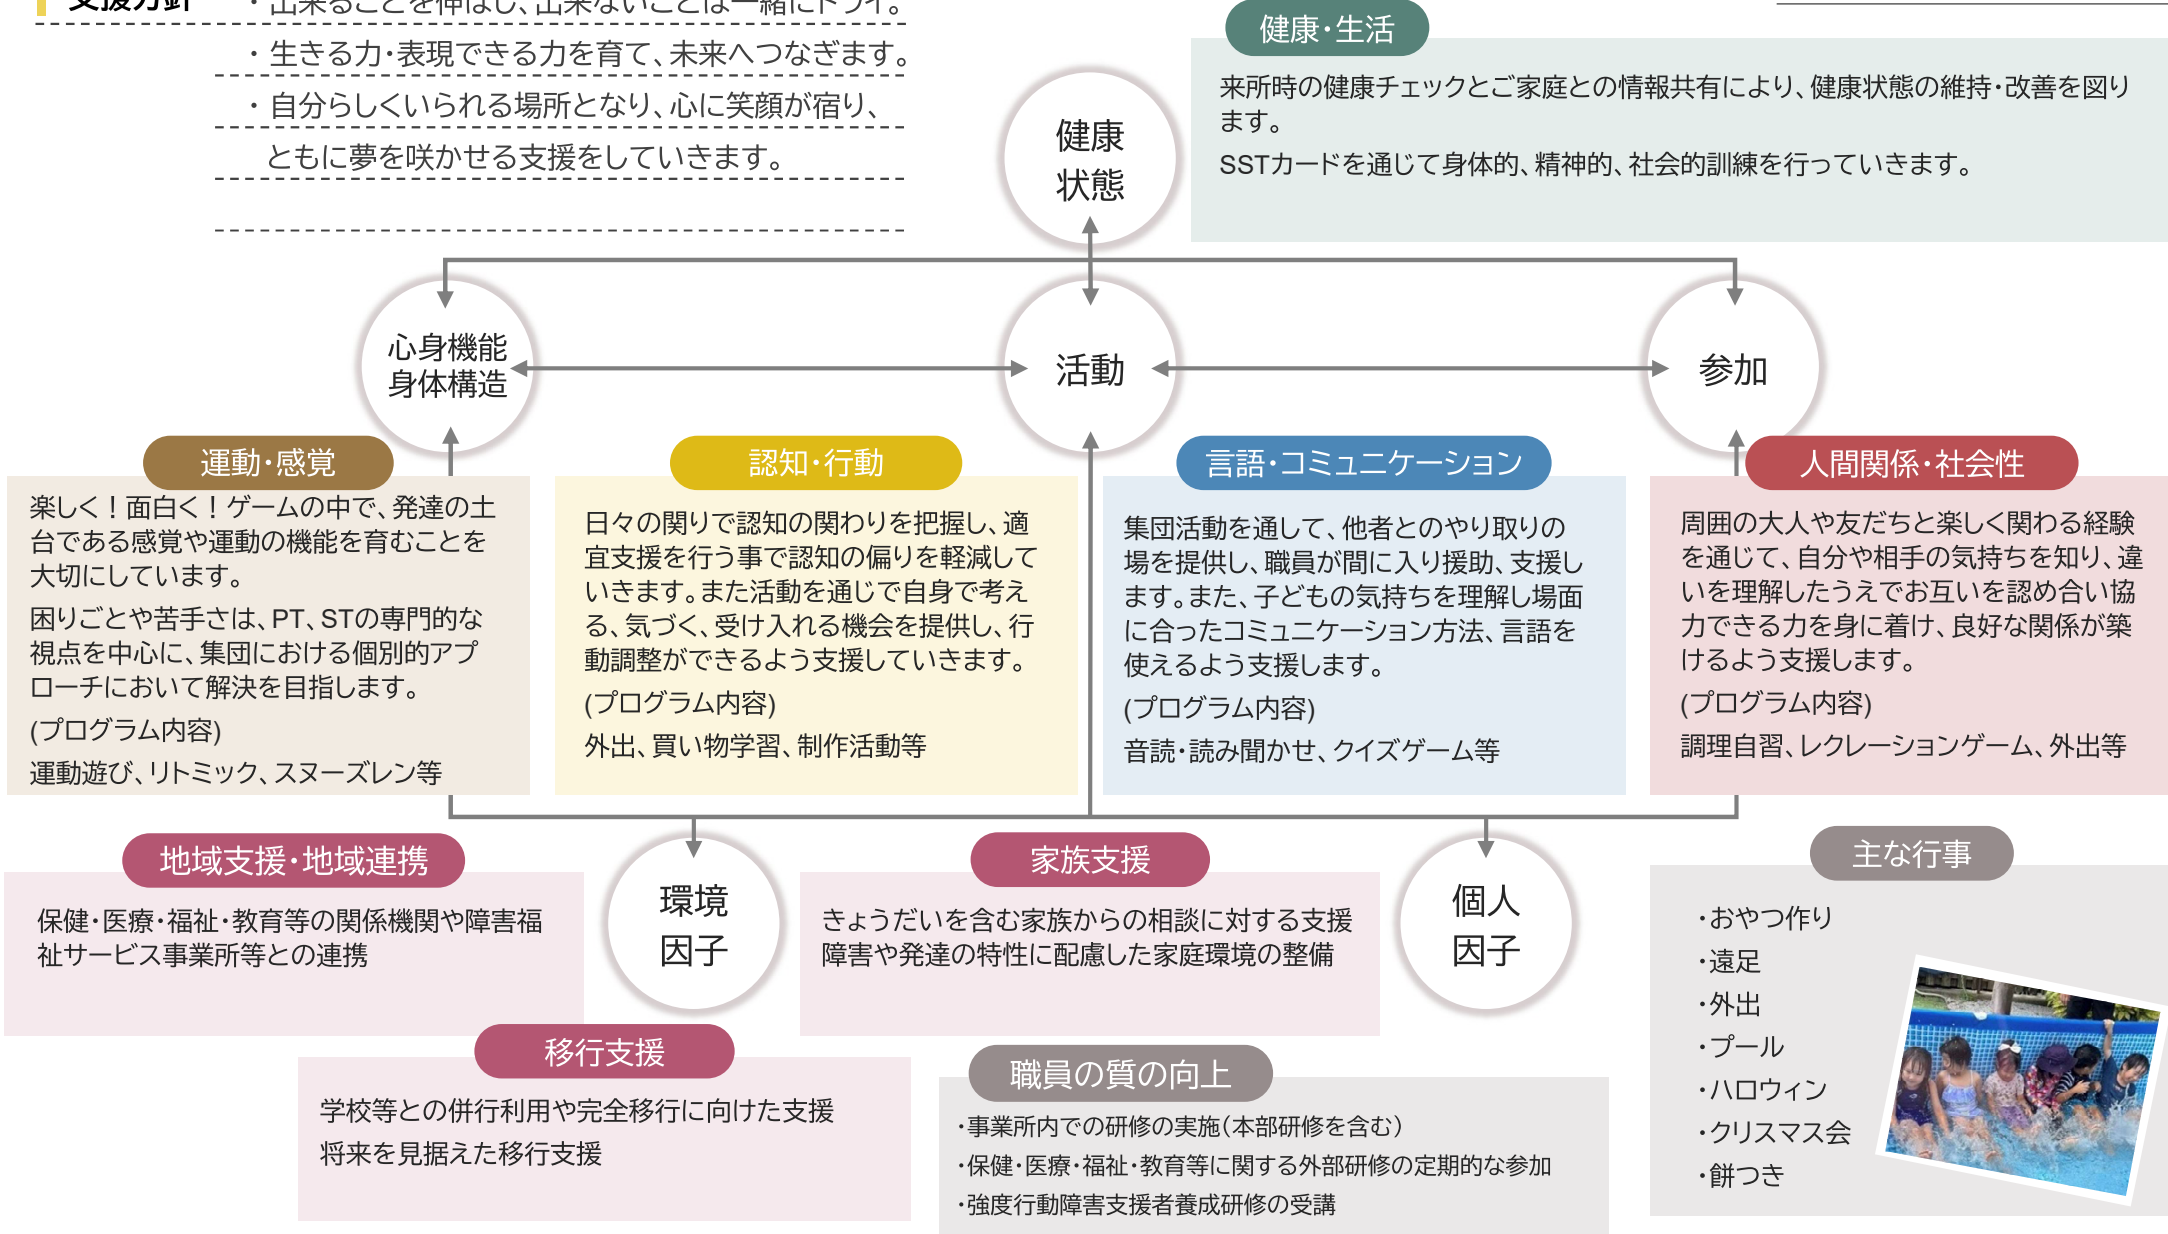 支援方針
・出来ることを伸ばし、出来ないことは一緒にトライ。
・生きる力・表現できる力を育て、未来へつなぎます。
・自分らしくいられる場所となり、心に笑顔が宿り、
ともに夢を咲かせる支援をしていきます。
健康・生活
来所時の健康チェックとご家庭との情報共有により、健康状態の維持・改善を図り
ます。
SSTカードを通じて身体的、精神的、社会的訓練を行っていきます。
健康
状態
心身機能
身体構造
活動
参加
運動・感覚
楽しく！面白く！ゲームの中で、発達の土
台である感覚や運動の機能を育むことを
大切にしています。
困りごとや苦手さは、PT、STの専門的な
視点を中心に、集団における個別的アプ
ローチにおいて解決を目指します。
(プログラム内容)
運動遊び、リトミック、スヌーズレン等
認知・行動
日々の関りで認知の関わりを把握し、適
宜支援を行う事で認知の偏りを軽減して
いきます。また活動を通じで自身で考え
る、気づく、受け入れる機会を提供し、行
動調整ができるよう支援していきます。
(プログラム内容)
外出、買い物学習、制作活動等
言語・コミュニケーション
集団活動を通して、他者とのやり取りの
場を提供し、職員が間に入り援助、支援し
ます。また、子どもの気持ちを理解し場面
に合ったコミュニケーション方法、言語を
使えるよう支援します。
(プログラム内容)
音読・読み聞かせ、クイズゲーム等
人間関係・社会性
周囲の大人や友だちと楽しく関わる経験
を通じて、自分や相手の気持ちを知り、違
いを理解したうえでお互いを認め合い協
力できる力を身に着け、良好な関係が築
けるよう支援します。
(プログラム内容)
調理自習、レクレーションゲーム、外出等
地域支援・地域連携
保健・医療・福祉・教育等の関係機関や障害福
祉サービス事業所等との連携
環境
因子
家族支援
きょうだいを含む家族からの相談に対する支援
障害や発達の特性に配慮した家庭環境の整備
個人
因子
移行支援
学校等との併行利用や完全移行に向けた支援
将来を見据えた移行支援
職員の質の向上
・事業所内での研修の実施（本部研修を含む）
・保健・医療・福祉・教育等に関する外部研修の定期的な参加
・強度行動障害支援者養成研修の受講
主な行事
・おやつ作り
・遠足
・外出
・プール
・ハロウィン
・クリスマス会
・餅つき